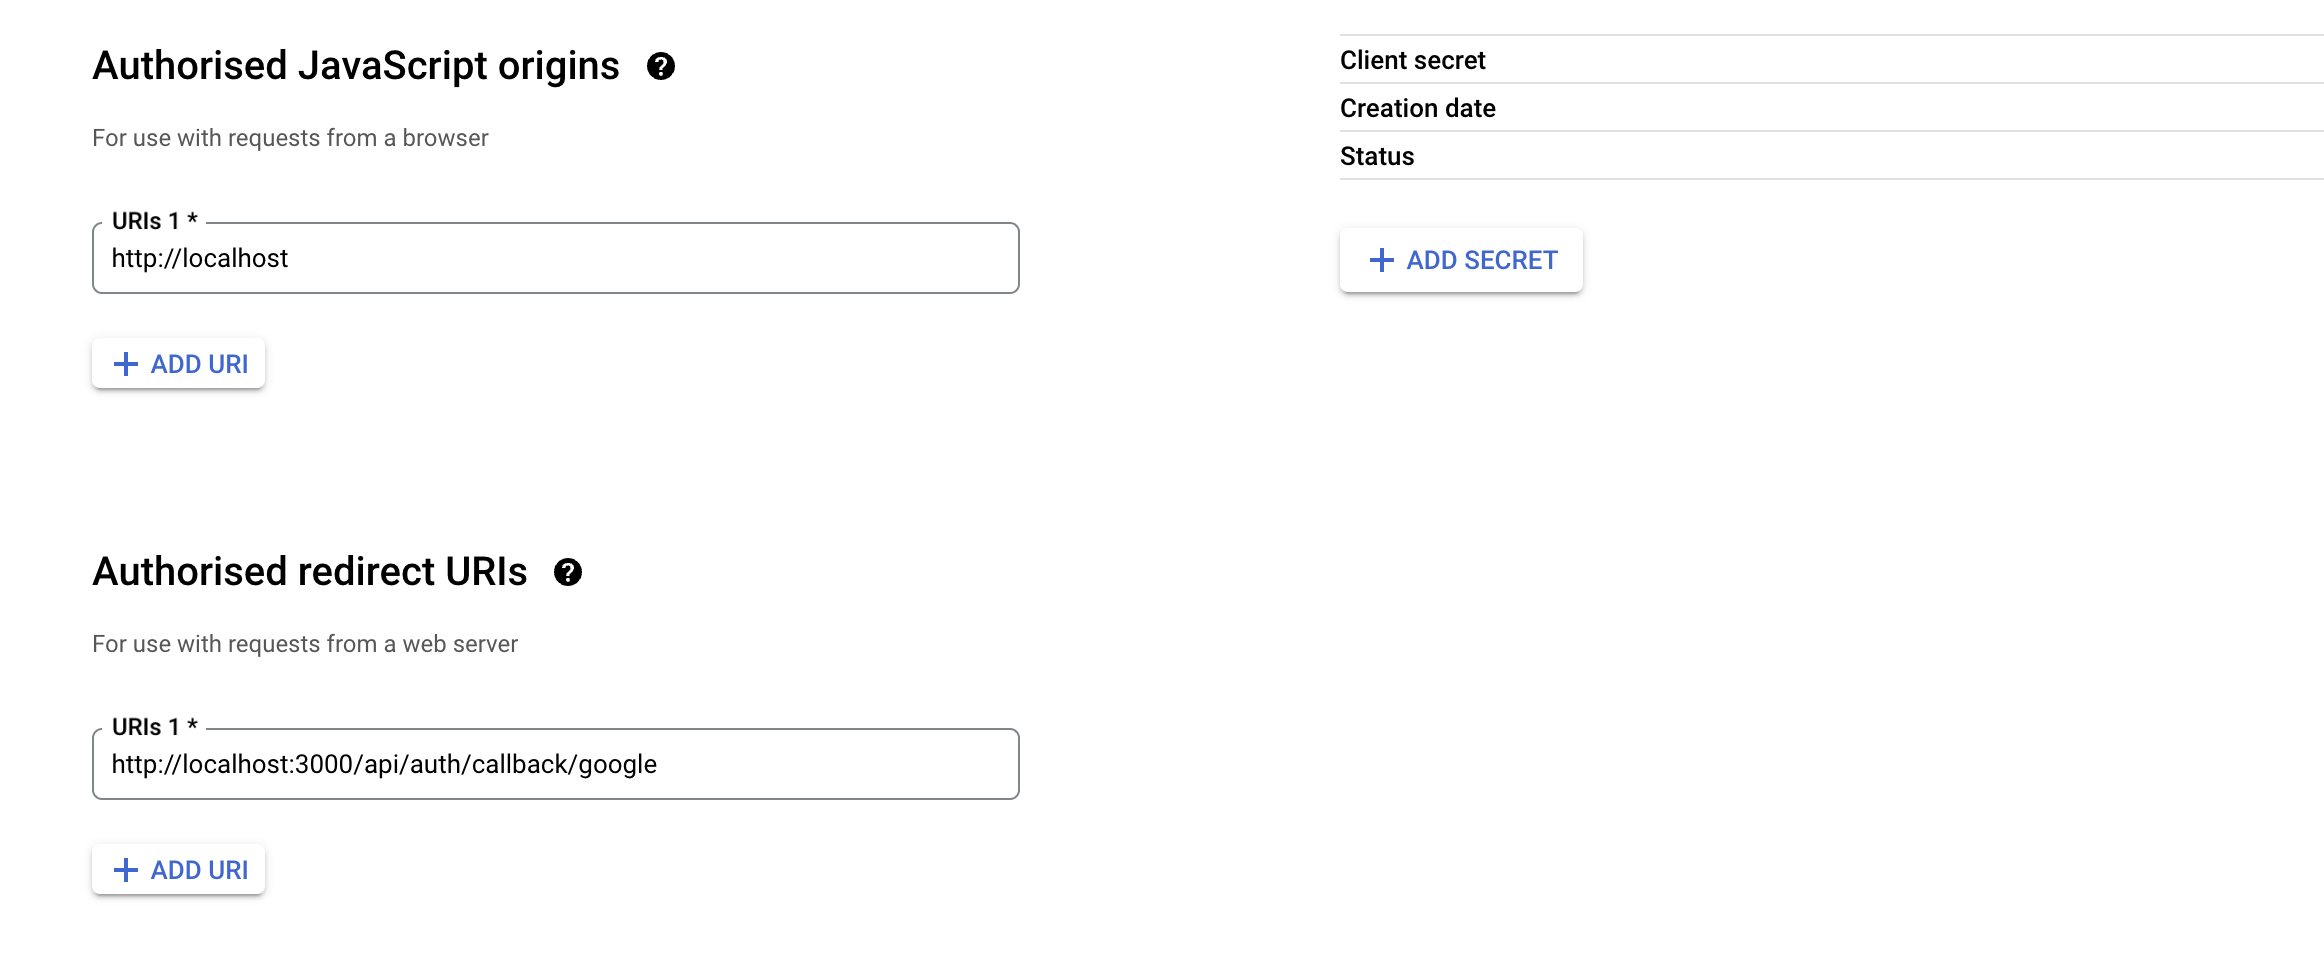 Authorised JavaScript origins
For use with requests from a browser
URIs 1 *
http://localhost
ADD URI
Authorised redirect URIs
For use with requests from a web server
URIs 1 *
http://localhost:3000/api/auth/callback/google
ADD URI
Client secret
Creation date
Status
ADD SECRET